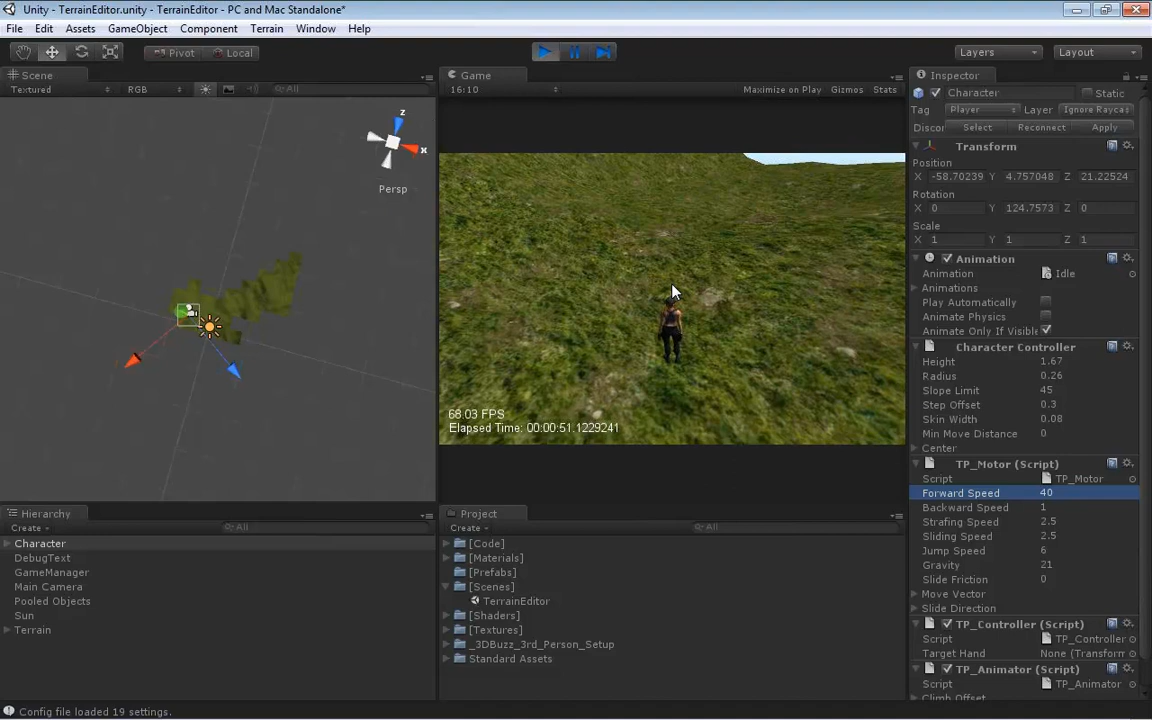 Unity - TerrainEditor.unity - TerrainEditor - PC and Mac Standalone*
File Edit Assets GameObject Component Terrain Window Help
Pivot Local Layers Layout
Scene
Textured RGB All
z
x
Persp
Game
16:10 Maximize on Play Gizmos Stats
68.03 FPS
Elapsed Time: 00:00:51.1229241
Hierarchy
Create All
Character
DebugText
GameManager
Main Camera
Pooled Objects
Sun
Terrain
Project
Create All
[Code]
[Materials]
[Prefabs]
[Scenes]
TerrainEditor
[Shaders]
[Textures]
_3DBuzz_3rd_Person_Setup
Standard Assets
Inspector
Character Static
Tag Player Layer Ignore Rayca
Discor Select Reconnect Apply
Transform
Position
X -58.70239 Y 4.757048 Z 21.22524
Rotation
X 0 Y 124.7573 Z 0
Scale
X 1 Y 1 Z 1
Animation
Animation Idle
Animations
Play Automatically
Animate Physics
Animate Only If Visible
Character Controller
Height 1.67
Radius 0.26
Slope Limit 45
Step Offset 0.3
Skin Width 0.08
Min Move Distance 0
Center
TP_Motor (Script)
Script TP_Motor
Forward Speed 40
Backward Speed 1
Strafing Speed 2.5
Sliding Speed 2.5
Jump Speed 6
Gravity 21
Slide Friction 0
Move Vector
Slide Direction
TP_Controller (Script)
Script TP_Controller
Target Hand None (Transform
TP_Animator (Script)
Script TP_Animator
Climb Offset
Config file loaded 19 settings.